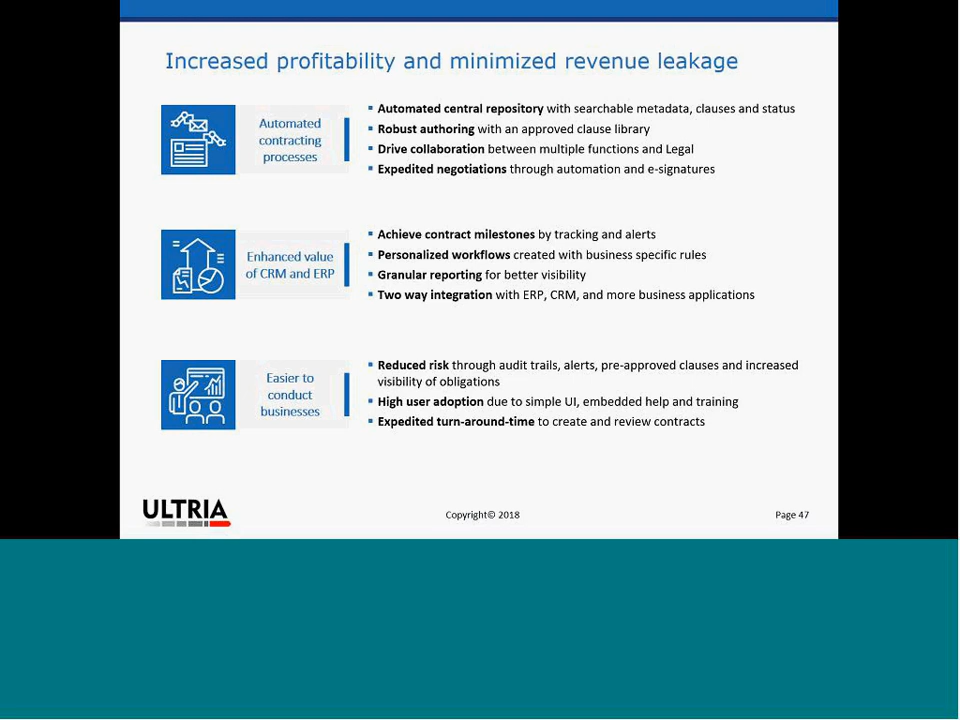 Increased profitability and minimized revenue leakage
Automated
contracting
processes
▪ Automated central repository with searchable metadata, clauses and status
▪ Robust authoring with an approved clause library
▪ Drive collaboration between multiple functions and Legal
▪ Expedited negotiations through automation and e-signatures
Enhanced value
of CRM and ERP
▪ Achieve contract milestones by tracking and alerts
▪ Personalized workflows created with business specific rules
▪ Granular reporting for better visibility
▪ Two way integration with ERP, CRM, and more business applications
Easier to
conduct
businesses
▪ Reduced risk through audit trails, alerts, pre-approved clauses and increased
visibility of obligations
▪ High user adoption due to simple UI, embedded help and training
▪ Expedited turn-around-time to create and review contracts
ULTRIA
Copyright© 2018
Page 47